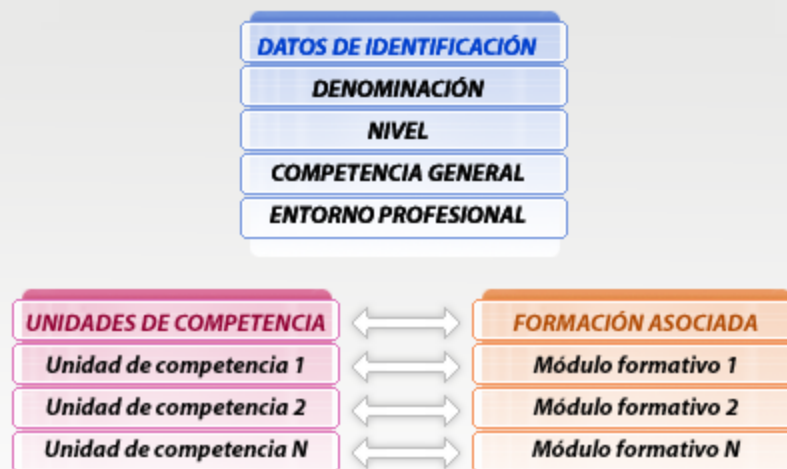 DATOS DE IDENTIFICACIÓN
DENOMINACIÓN
NIVEL
COMPETENCIA GENERAL
ENTORNO PROFESIONAL
UNIDADES DE COMPETENCIA
Unidad de competencia 1
Unidad de competencia 2
Unidad de competencia N
FORMACIÓN ASOCIADA
Módulo formativo 1
Módulo formativo 2
Módulo formativo N